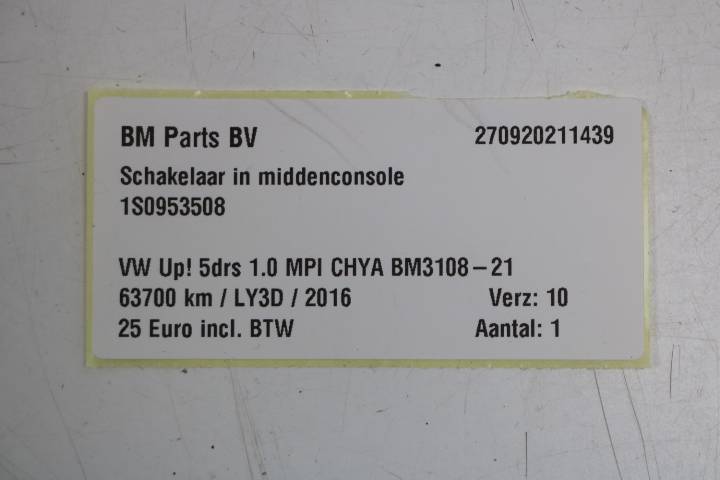 BM Parts BV 270920211439
Schakelaar in middenconsole
1S0953508
VW Up! 5drs 1.0 MPI CHYA BM3108-21
63700 km / LY3D / 2016 Verz: 10
25 Euro incl. BTW Aantal: 1